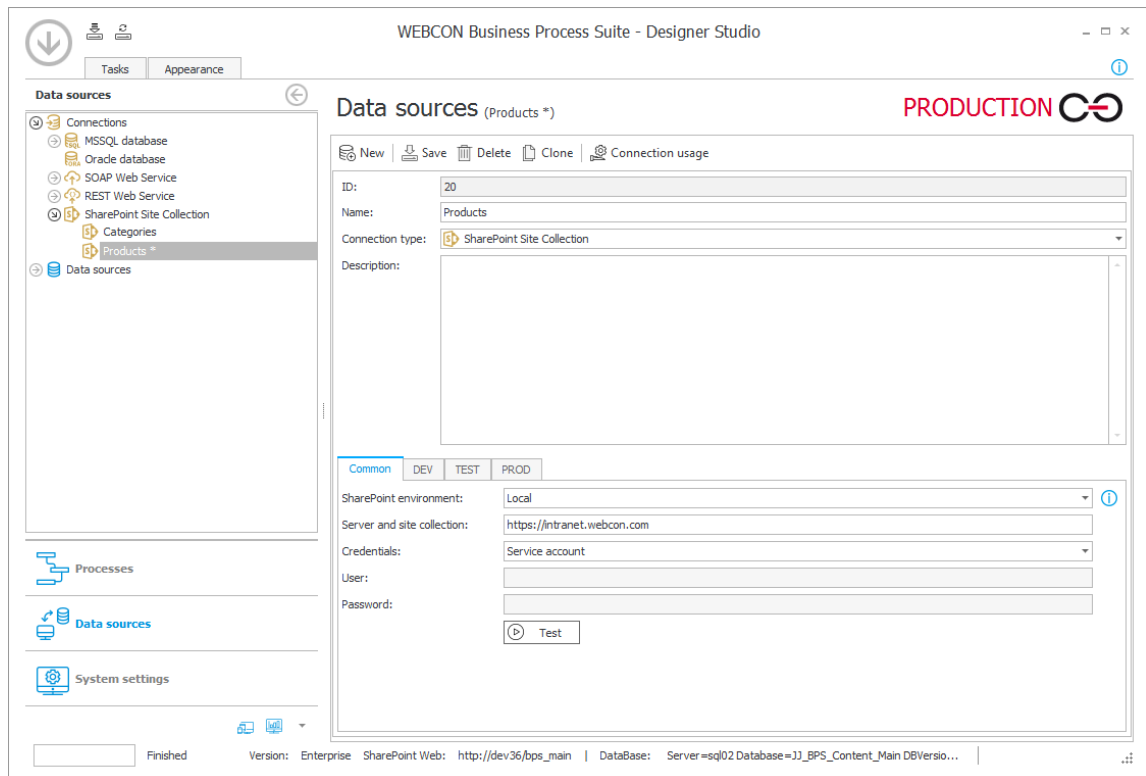 WEBCON Business Process Suite - Designer Studio
Tasks Appearance
Data sources
Connections
MSSQL database
Oracle database
SOAP Web Service
REST Web Service
SharePoint Site Collection
Categories
Products *
Data sources
Processes
Data sources
System settings
Data sources (Products *)
PRODUCTION
New Save Delete Clone Connection usage
ID: 20
Name: Products
Connection type: SharePoint Site Collection
Description:
Common DEV TEST PROD
SharePoint environment: Local
Server and site collection: https://intranet.webcon.com
Credentials: Service account
User:
Password:
Test
Finished Version: Enterprise SharePoint Web: http://dev36/bps_main | DataBase: Server=sql02 Database=JJ_BPS_Content_Main DBVersio...